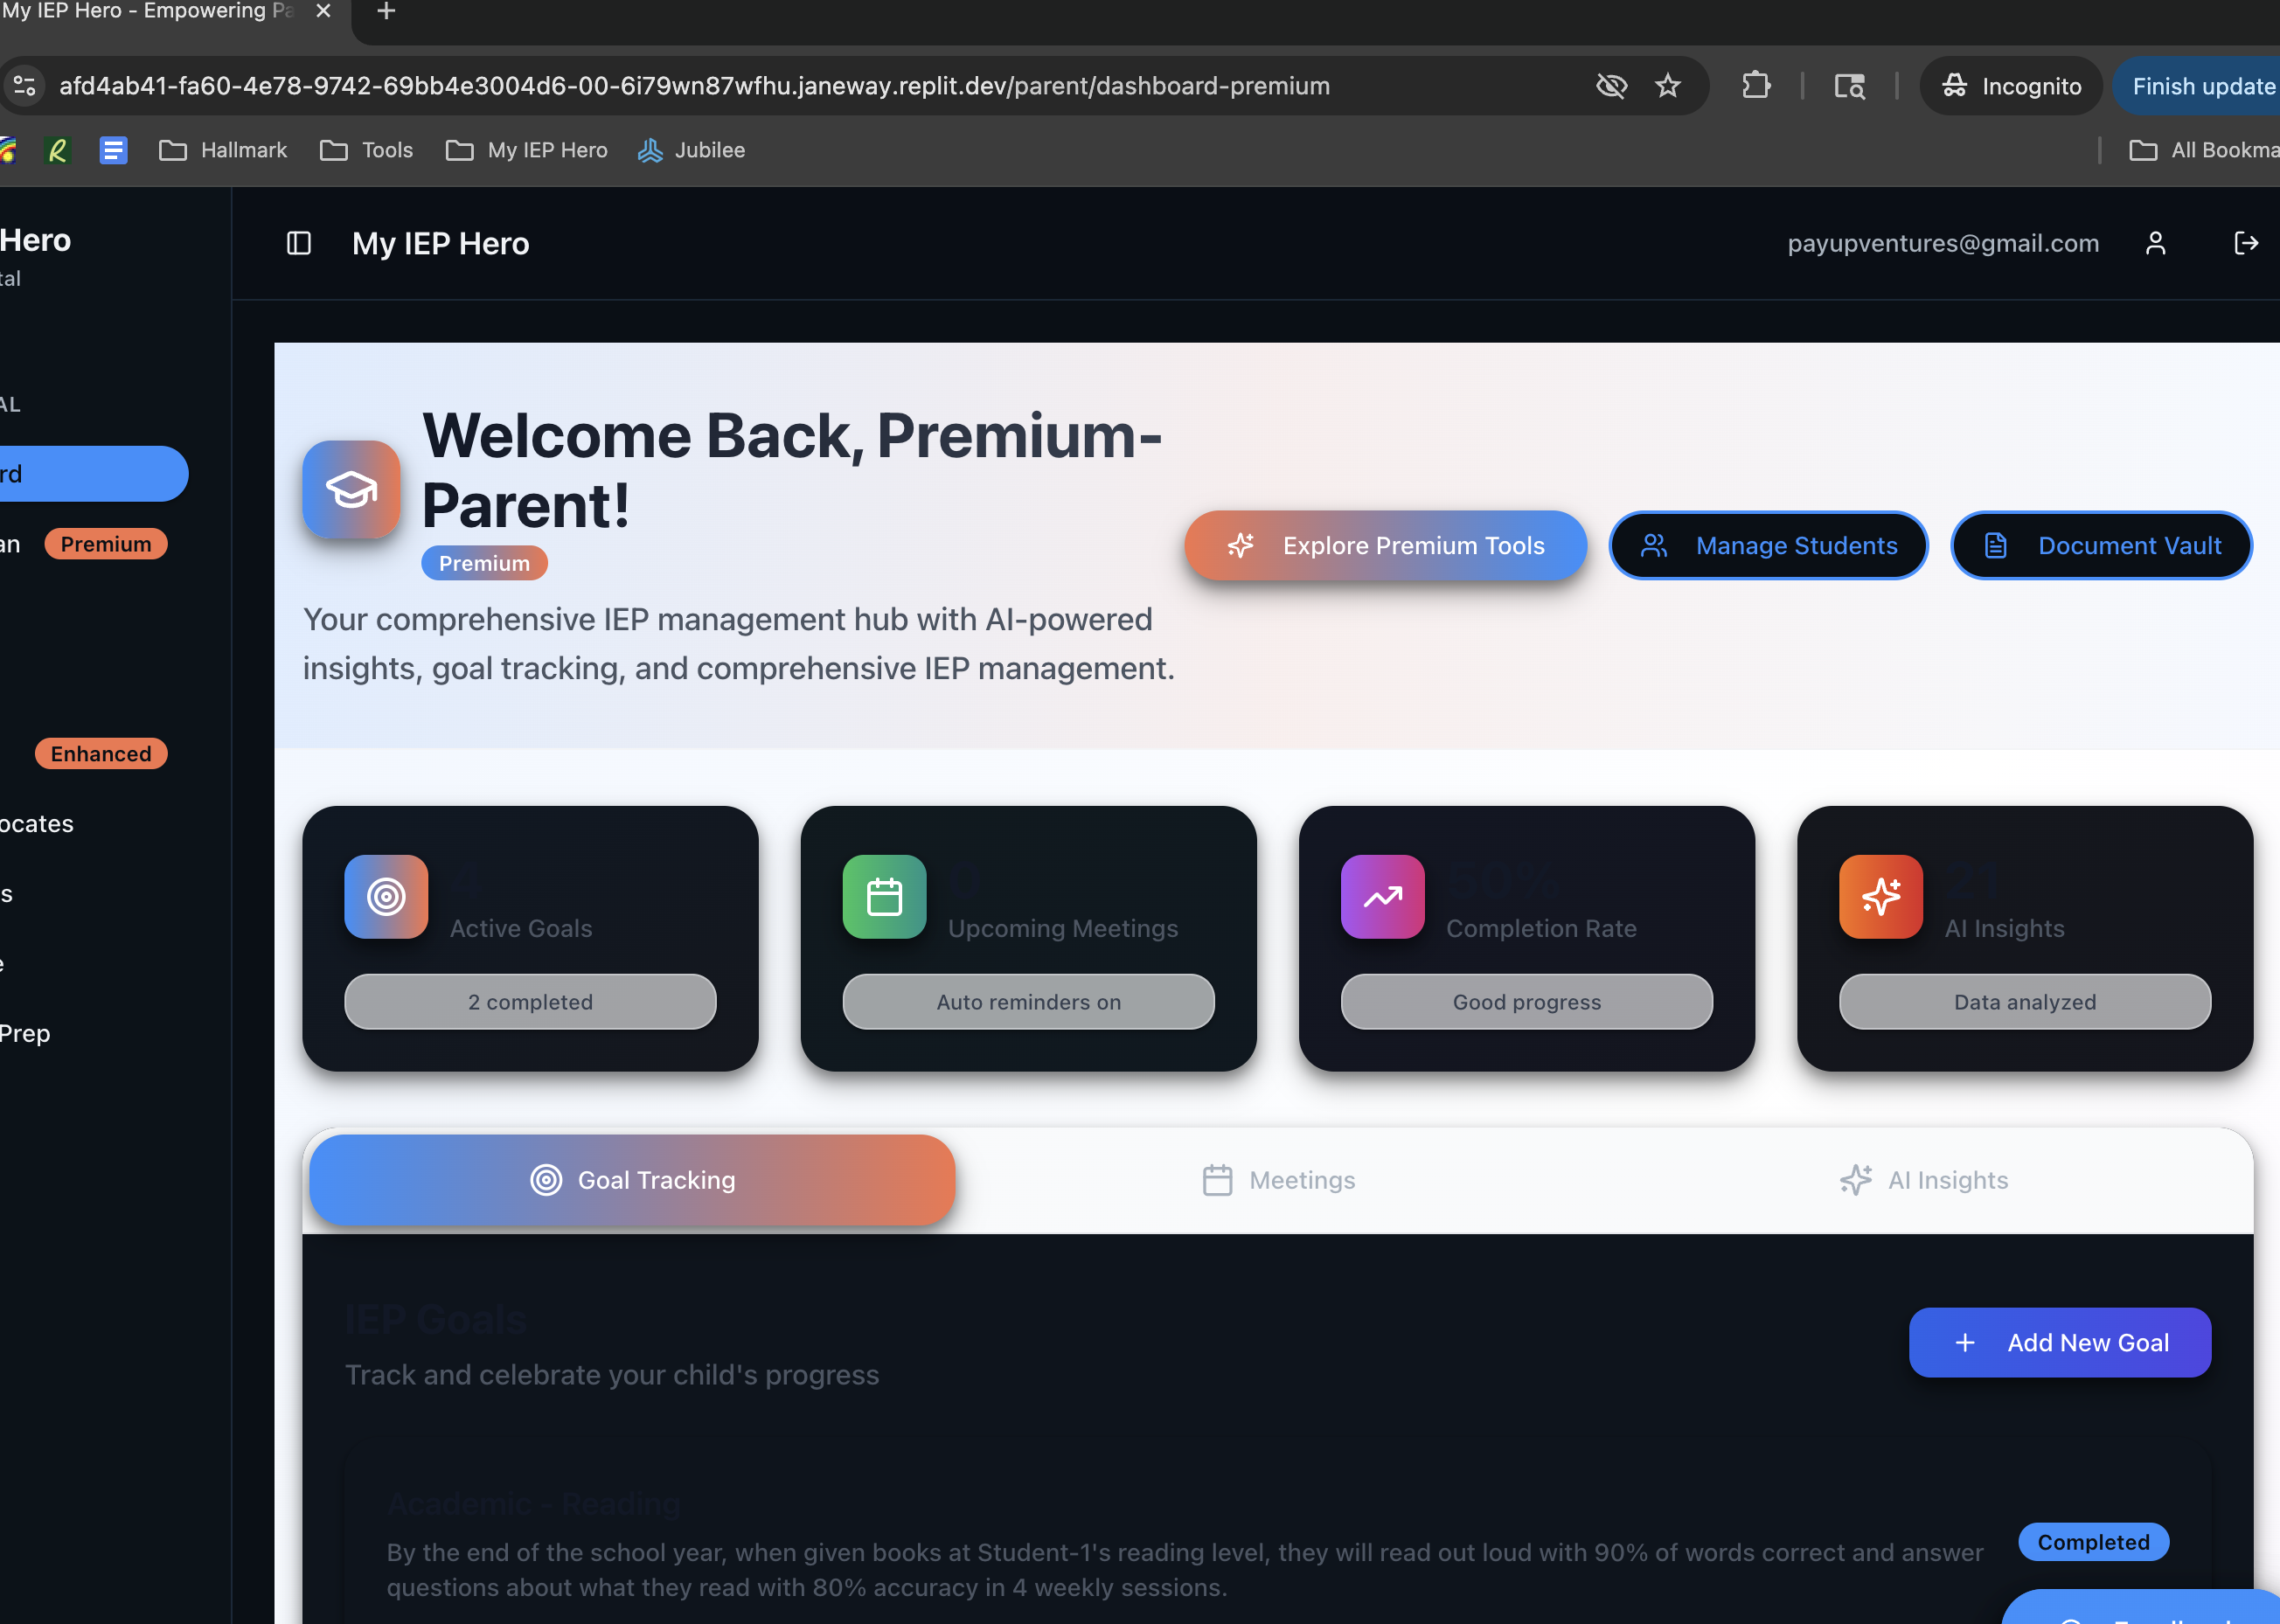 My IEP Hero - Empowering Pa
afd4ab41-fa60-4e78-9742-69bb4e3004d6-00-6i79wn87wfhu.janeway.replit.dev/parent/dashboard-premium
Incognito
Finish update
Hallmark
Tools
My IEP Hero
Jubilee
All Bookma
Hero
tal
My IEP Hero
payupventures@gmail.com
AL
rd
an
Premium
Enhanced
ocates
s
e
Prep
Welcome Back, Premium-
Parent!
Premium
Your comprehensive IEP management hub with AI-powered
insights, goal tracking, and comprehensive IEP management.
Explore Premium Tools
Manage Students
Document Vault
4
Active Goals
2 completed
0
Upcoming Meetings
Auto reminders on
50%
Completion Rate
Good progress
21
AI Insights
Data analyzed
Goal Tracking
Meetings
AI Insights
IEP Goals
Track and celebrate your child's progress
Add New Goal
Academic - Reading
By the end of the school year, when given books at Student-1's reading level, they will read out loud with 90% of words correct and answer
questions about what they read with 80% accuracy in 4 weekly sessions.
Completed